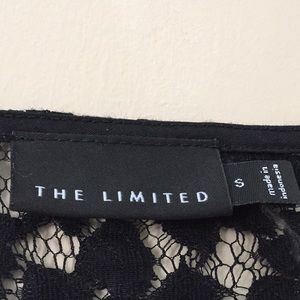 THE LIMITED
S
made in
indonesia